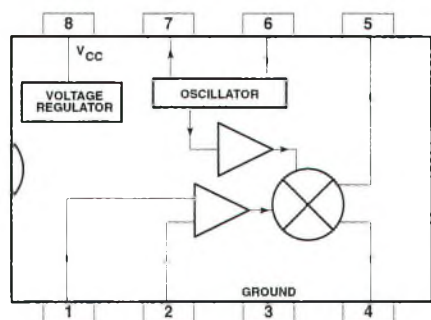 8 7 6 5
VCC
VOLTAGE
REGULATOR
OSCILLATOR
GROUND
1 2 3 4